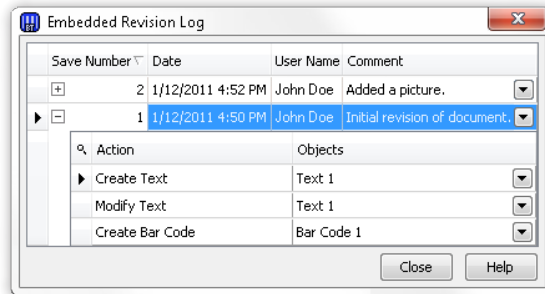 BT Embedded Revision Log
Save Number Date User Name Comment
2 1/12/2011 4:52 PM John Doe Added a picture.
1 1/12/2011 4:50 PM John Doe Initial revision of document.
Action Objects
Create Text Text 1
Modify Text Text 1
Create Bar Code Bar Code 1
Close Help